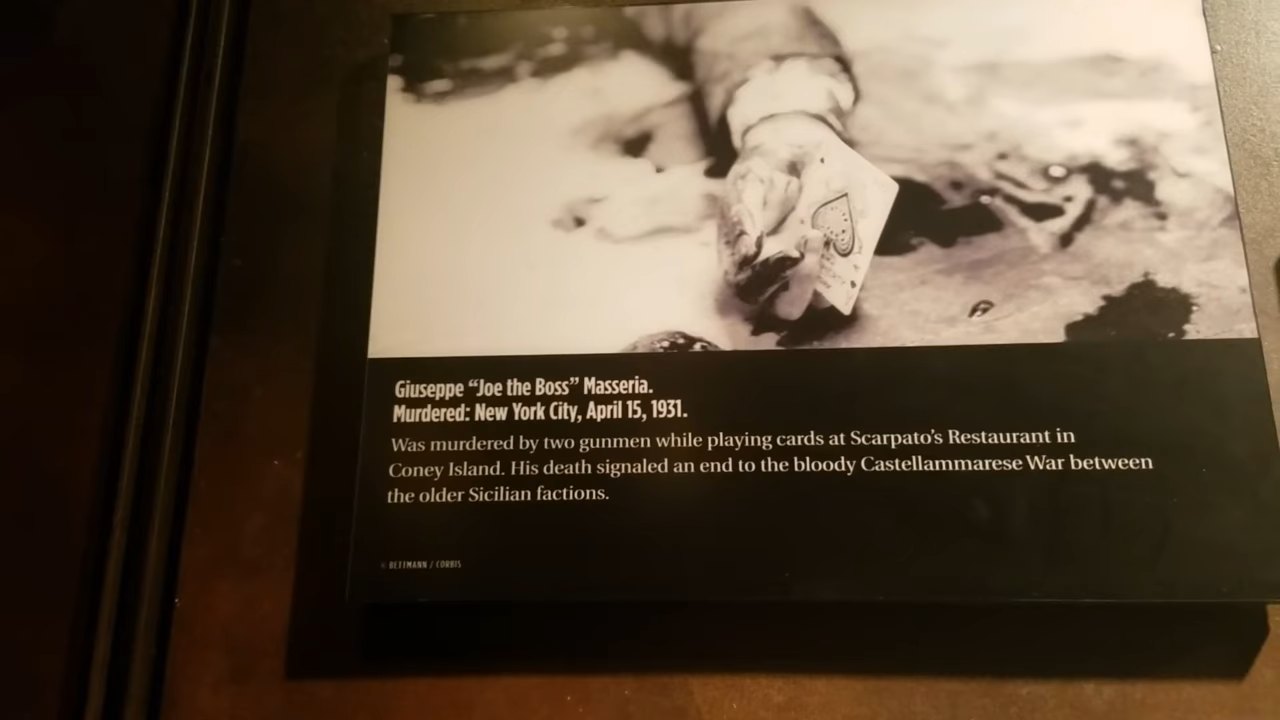 Giuseppe “Joe the Boss” Masseria.
Murdered: New York City, April 15, 1931.
Was murdered by two gunmen while playing cards at Scarpato’s Restaurant in
Coney Island. His death signaled an end to the bloody Castellammarese War between
the older Sicilian factions.
© BETTMANN / CORBIS